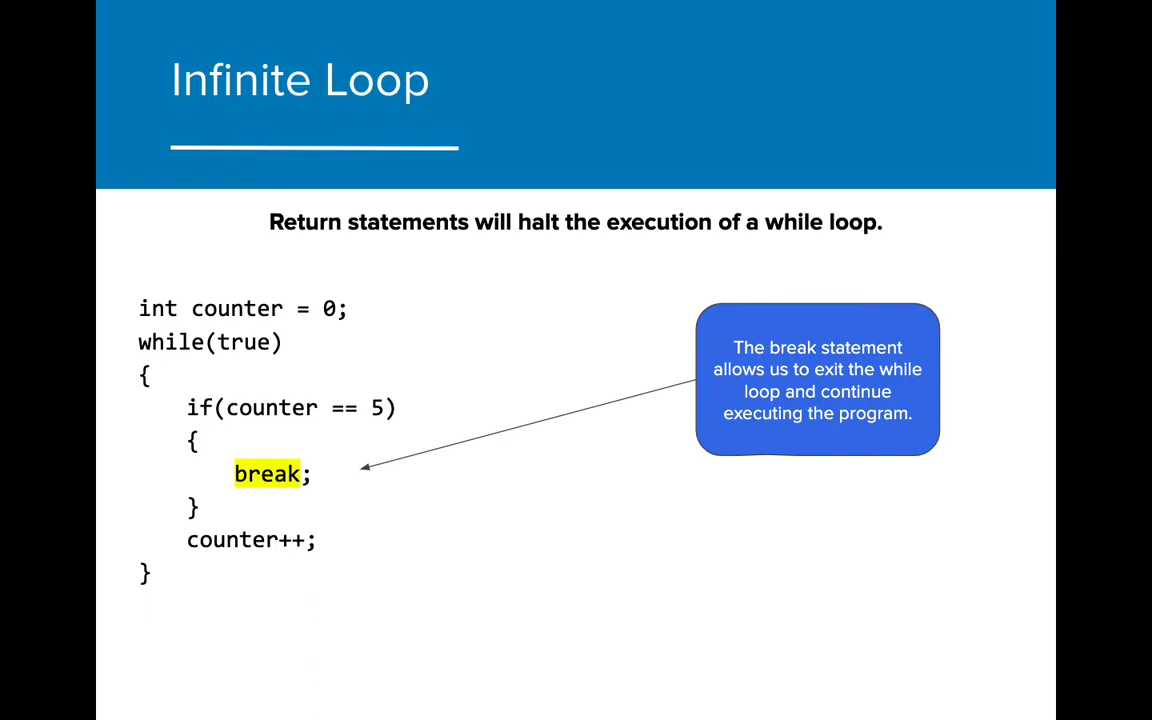 Infinite Loop
Return statements will halt the execution of a while loop.
int counter = 0;
while(true)
{
    if(counter == 5)
    {
        break;
    }
    counter++;
}
The break statement
allows us to exit the while
loop and continue
executing the program.